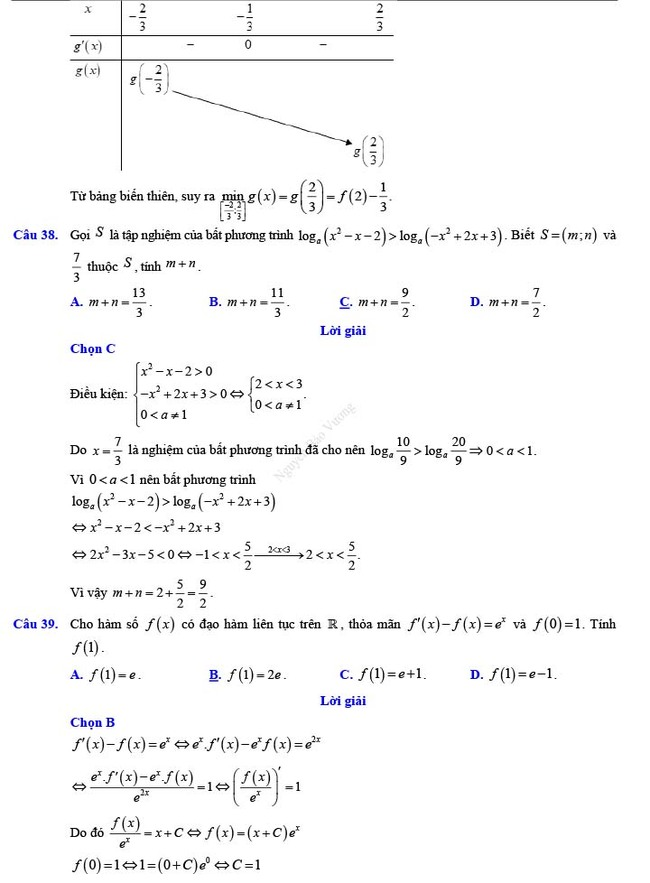 x -2/3 -1/3 2/3
g'(x) − 0 −
g(x) g(-2/3)
g(2/3)
Từ bảng biến thiên, suy ra min_{[-2/3;2/3]} g(x) = g(2/3) = f(2) − 1/3.
Câu 38. Gọi S là tập nghiệm của bất phương trình logₐ(x² − x − 2) > logₐ(−x² + 2x + 3). Biết S = (m;n) và
7/3 thuộc S, tính m + n.
A. m + n = 13/3. B. m + n = 11/3. C. m + n = 9/2. D. m + n = 7/2.
Lời giải
Chọn C
Điều kiện: { x² − x − 2 > 0
−x² + 2x + 3 > 0 ⇔ { 2 < x < 3
0 < a ≠ 1 0 < a ≠ 1.
Do x = 7/3 là nghiệm của bất phương trình đã cho nên logₐ 10/9 > logₐ 20/9 ⇒ 0 < a < 1.
Vì 0 < a < 1 nên bất phương trình
logₐ(x² − x − 2) > logₐ(−x² + 2x + 3)
⇔ x² − x − 2 < −x² + 2x + 3
⇔ 2x² − 3x − 5 < 0 ⇔ −1 < x < 5/2 —2<x<3→ 2 < x < 5/2.
Vì vậy m + n = 2 + 5/2 = 9/2.
Câu 39. Cho hàm số f(x) có đạo hàm liên tục trên ℝ, thỏa mãn f'(x) − f(x) = eˣ và f(0) = 1. Tính
f(1).
A. f(1) = e. B. f(1) = 2e. C. f(1) = e + 1. D. f(1) = e − 1.
Lời giải
Chọn B
f'(x) − f(x) = eˣ ⇔ eˣ.f'(x) − eˣf(x) = e²ˣ
⇔ (eˣ.f'(x) − eˣ.f(x))/e²ˣ = 1 ⇔ (f(x)/eˣ)' = 1
Do đó f(x)/eˣ = x + C ⇔ f(x) = (x + C)eˣ
f(0) = 1 ⇔ 1 = (0 + C)e⁰ ⇔ C = 1